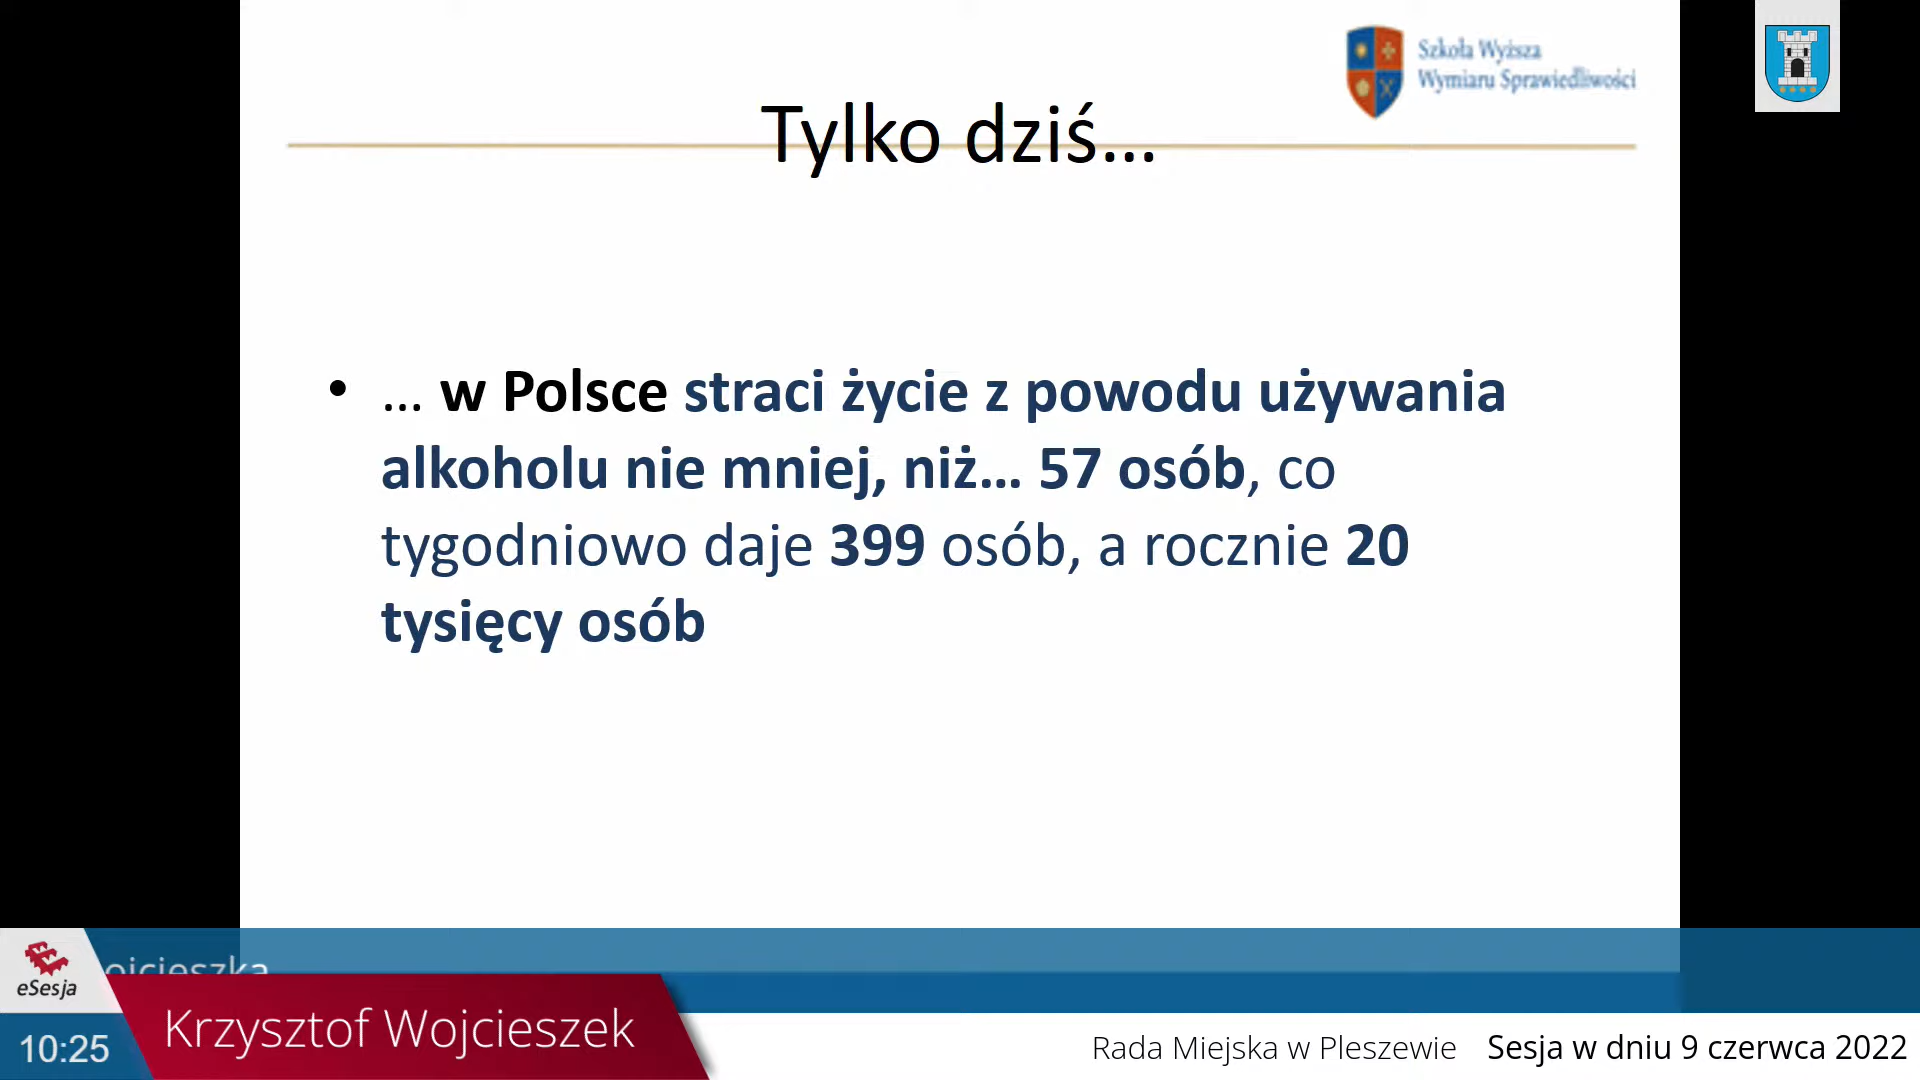 Szkoła Wyższa
Wymiaru Sprawiedliwości
Tylko dziś...
• ... w Polsce straci życie z powodu używania
alkoholu nie mniej, niż... 57 osób, co
tygodniowo daje 399 osób, a rocznie 20
tysięcy osób
eSesja
10:25
Krzysztof Wojcieszek
Rada Miejska w Pleszewie Sesja w dniu 9 czerwca 2022